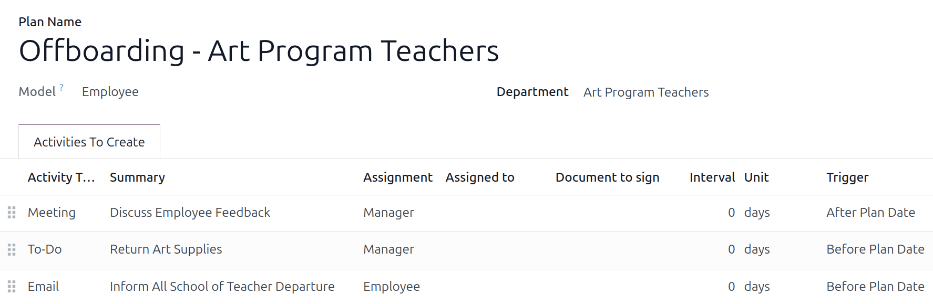 Plan Name
Offboarding - Art Program Teachers
Model ? Employee Department Art Program Teachers
Activities To Create
Activity T... Summary Assignment Assigned to Document to sign Interval Unit Trigger
Meeting Discuss Employee Feedback Manager 0 days After Plan Date
To-Do Return Art Supplies Manager 0 days Before Plan Date
Email Inform All School of Teacher Departure Employee 0 days Before Plan Date